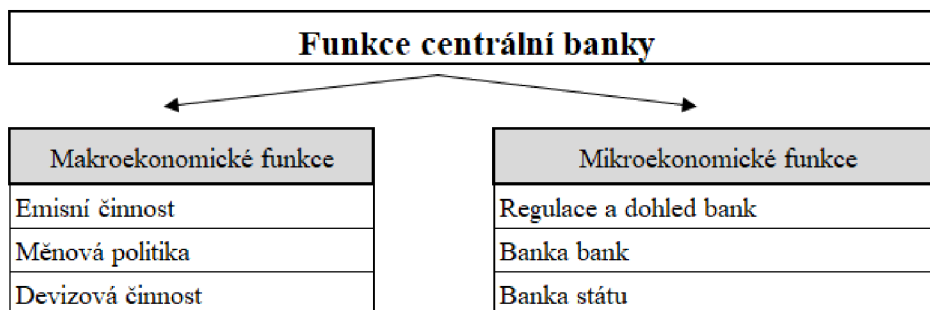 Funkce centrální banky
Makroekonomické funkce
Emisní činnost
Měnová politika
Devizová činnost
Mikroekonomické funkce
Regulace a dohled bank
Banka bank
Banka státu